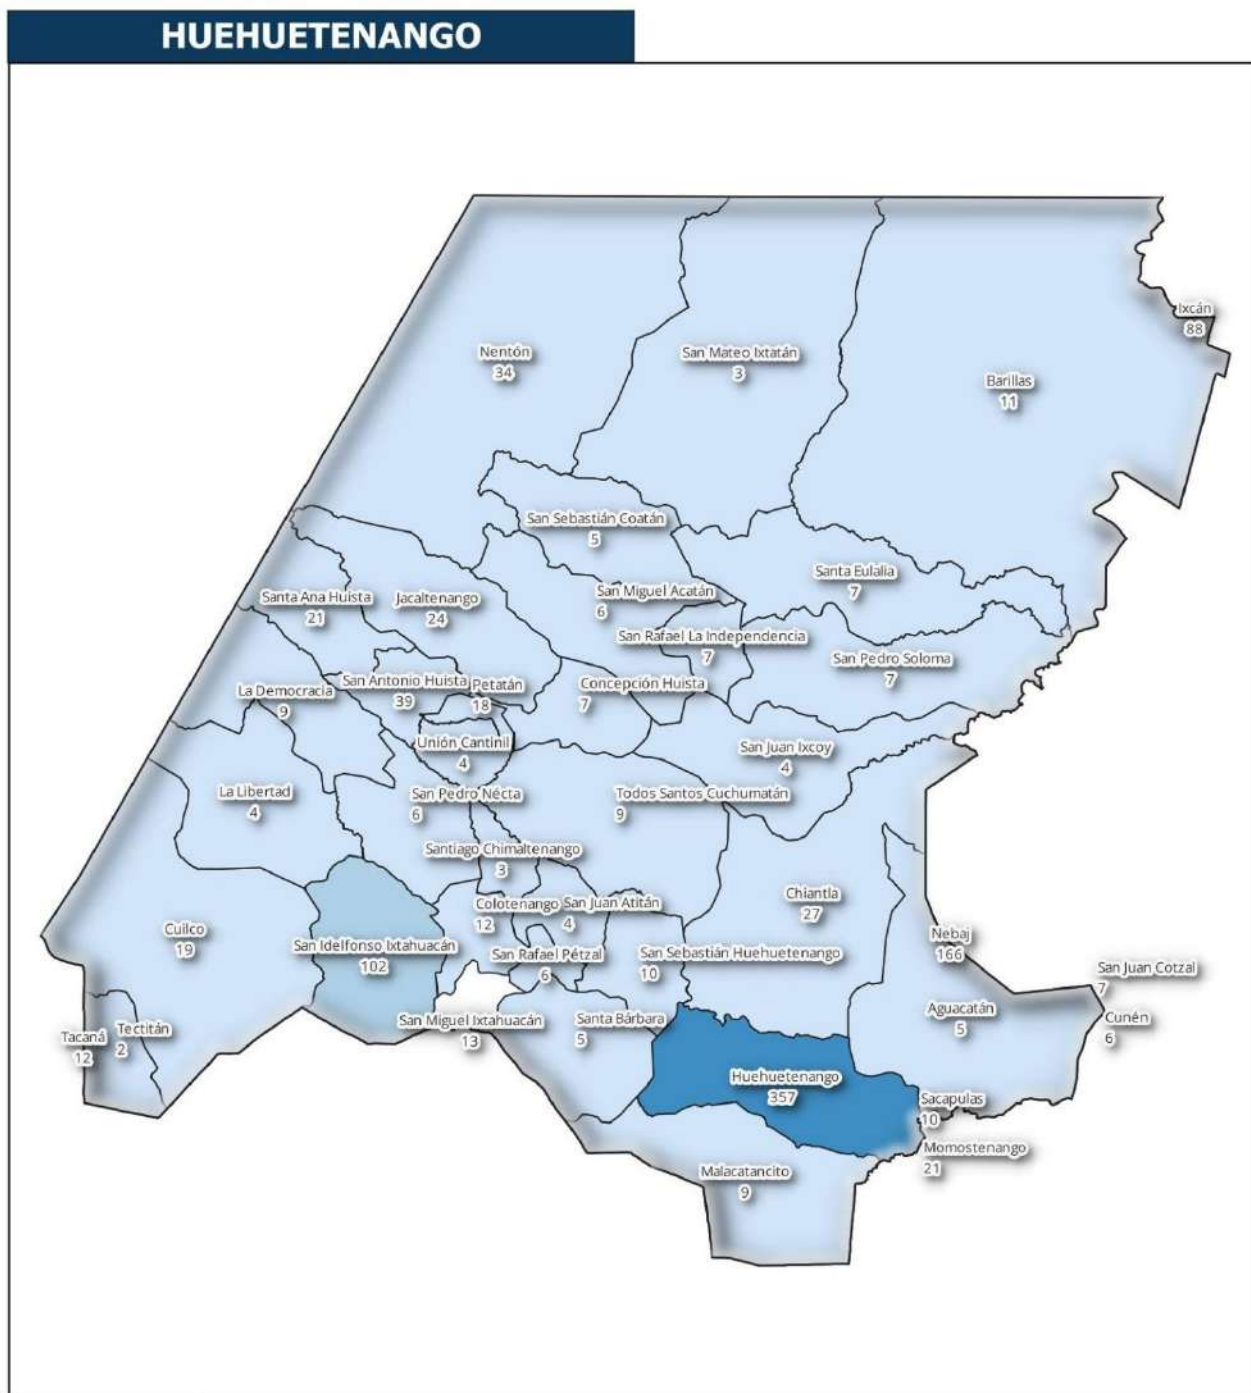 HUEHUETENANGO
Ixcán
88
Nentón
34
San Mateo Ixtatán
3
Barillas
11
San Sebastián Coatán
5
Santa Eulalia
7
San Miguel Acatán
6
Santa Ana Huista
21
Jacaltenango
24
San Rafael La Independencia
7
San Pedro Soloma
7
San Antonio Huista
39
Petatán
18
Concepción Huista
7
La Democracia
9
Unión Cantinil
4
San Juan Ixcoy
4
La Libertad
4
San Pedro Nécta
6
Todos Santos Cuchumatán
9
Santiago Chimaltenango
3
Chiantla
27
Colotenango
12
San Juan Atitán
4
Cuilco
19
San Idelfonso Ixtahuacán
102
San Rafael Pétzal
6
San Sebastián Huehuetenango
10
Nebaj
166
San Juan Cotzal
7
Aguacatán
5
Cunén
6
San Miguel Ixtahuacán
13
Santa Bárbara
5
Tacaná
12
Tectitán
2
Huehuetenango
357
Sacapulas
10
Momostenango
21
Malacatancito
9